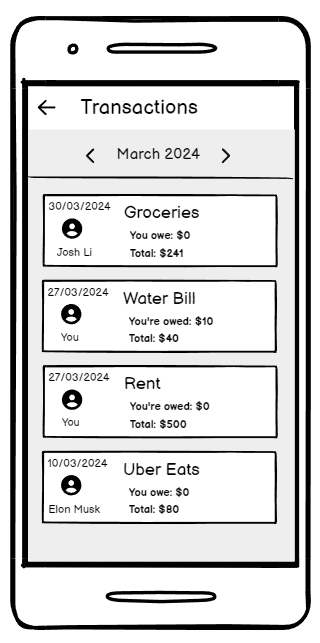 Transactions
March 2024
30/03/2024
Groceries
You owe: $0
Josh Li
Total: $241
27/03/2024
Water Bill
You're owed: $10
You
Total: $40
27/03/2024
Rent
You're owed: $0
You
Total: $500
10/03/2024
Uber Eats
You owe: $0
Elon Musk
Total: $80